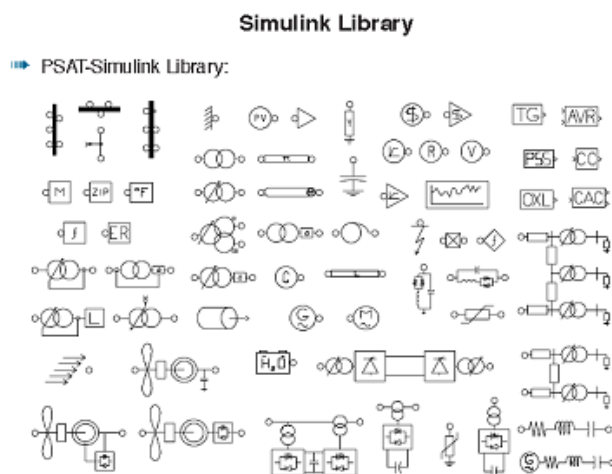 Simulink Library
PSAT-Simulink Library:
PV
TG
AVR
R
V
PSS
CC
M
ZIP
°F
OXL
CAC
f
ER
C
L
G
M